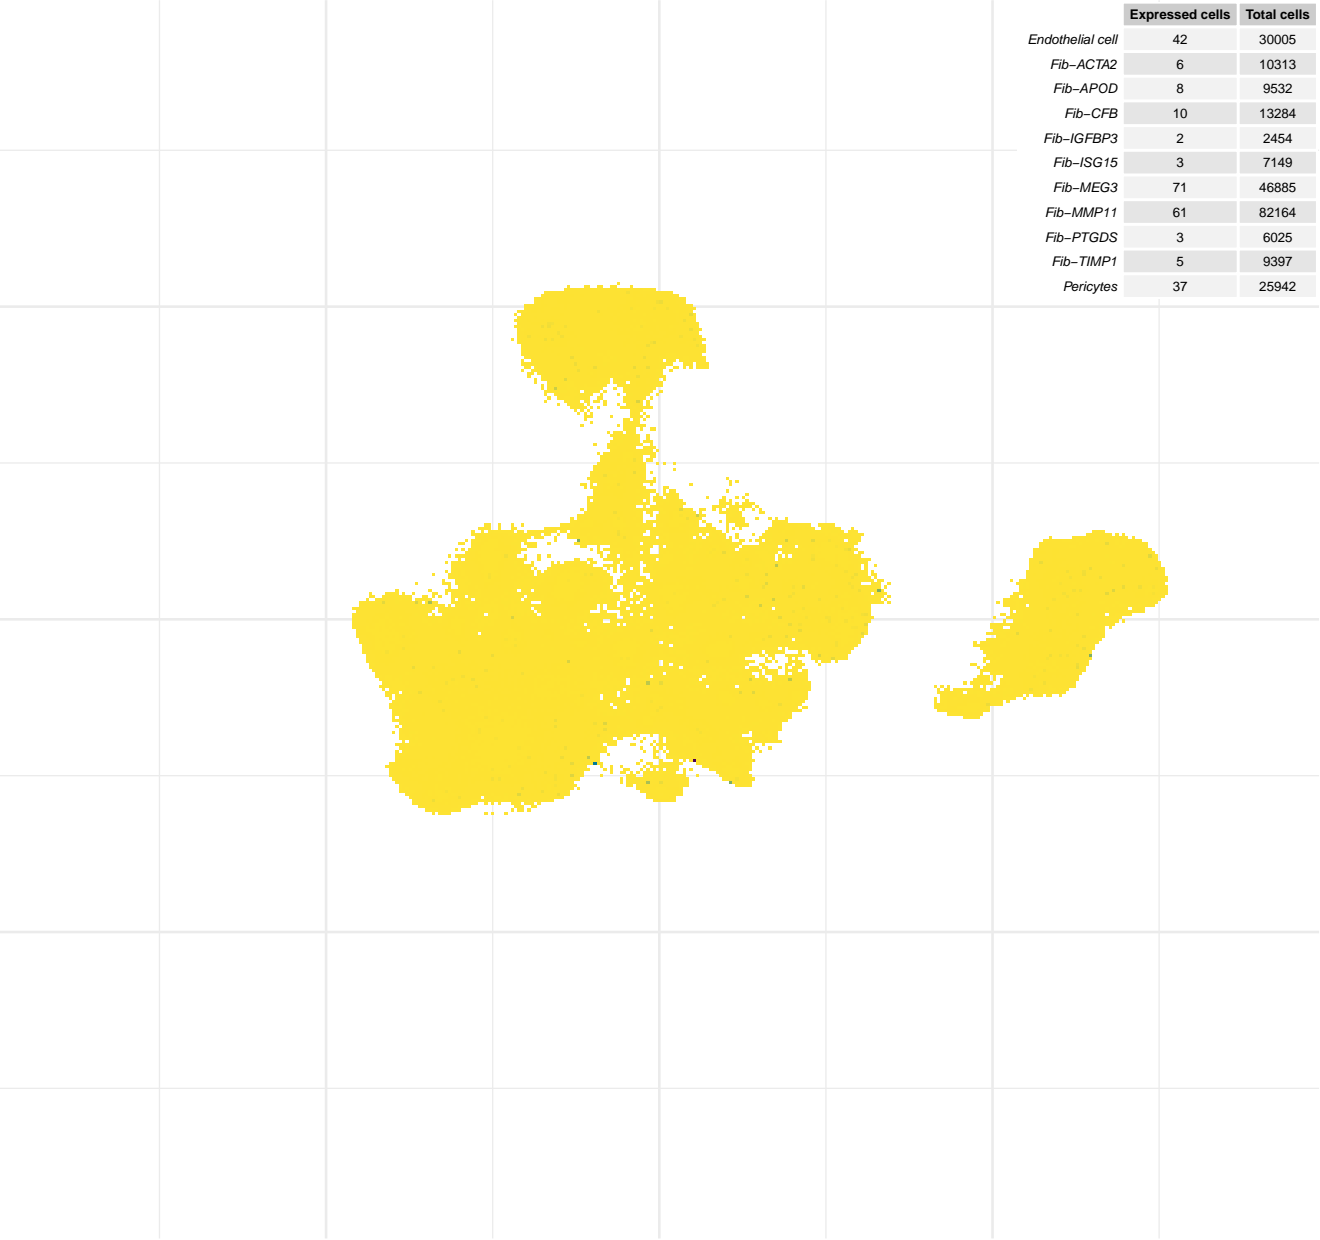 Expressed cells Total cells
Endothelial cell 42 30005
Fib−ACTA2 6 10313
Fib−APOD 8 9532
Fib−CFB 10 13284
Fib−IGFBP3 2 2454
Fib−ISG15 3 7149
Fib−MEG3 71 46885
Fib−MMP11 61 82164
Fib−PTGDS 3 6025
Fib−TIMP1 5 9397
Pericytes 37 25942